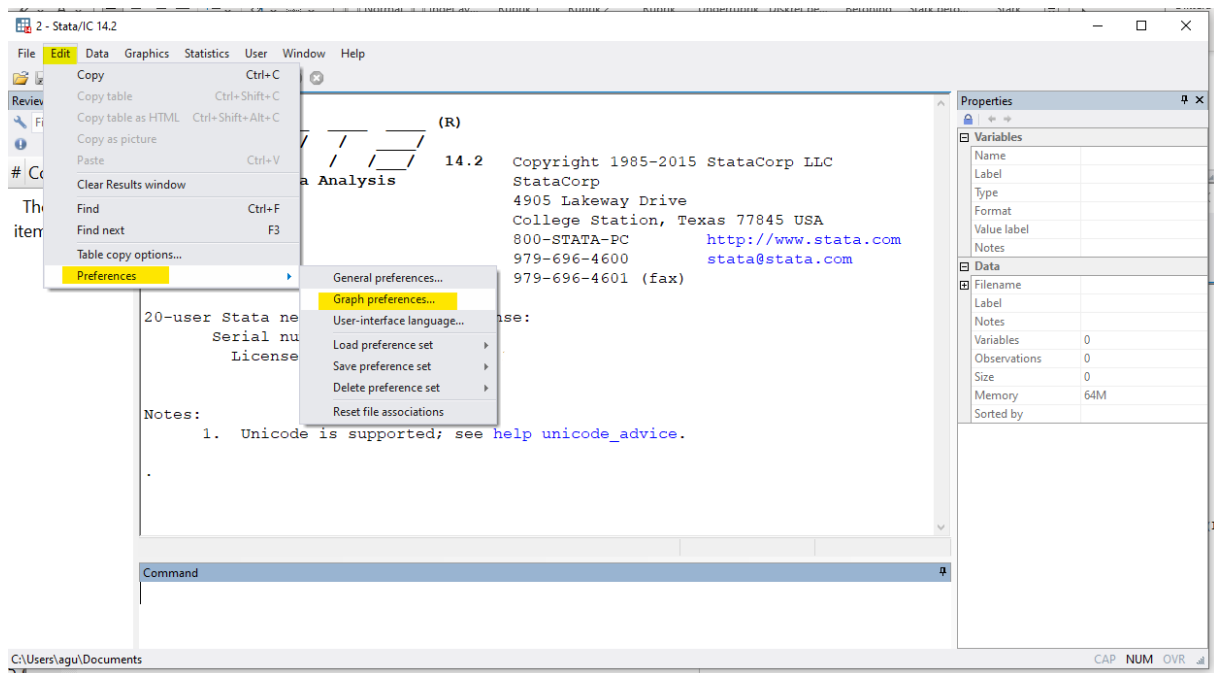 2 - Stata/IC 14.2
File Edit Data Graphics Statistics User Window Help
Copy Ctrl+C
Copy table Ctrl+Shift+C
Copy table as HTML Ctrl+Shift+Alt+C
Copy as picture
Paste Ctrl+V
Clear Results window
Find Ctrl+F
Find next F3
Table copy options...
Preferences
General preferences...
Graph preferences...
User-interface language...
Load preference set
Save preference set
Delete preference set
Reset file associations
Review
Fi
# Co
The
item
(R)
14.2 Copyright 1985-2015 StataCorp LLC
a Analysis StataCorp
4905 Lakeway Drive
College Station, Texas 77845 USA
800-STATA-PC http://www.stata.com
979-696-4600 stata@stata.com
979-696-4601 (fax)
20-user Stata ne nse:
Serial nu
License
Notes:
1. Unicode is supported; see help unicode_advice.
.
Command
Properties
Variables
Name
Label
Type
Format
Value label
Notes
Data
Filename
Label
Notes
Variables 0
Observations 0
Size 0
Memory 64M
Sorted by
C:\Users\agu\Documents
CAP NUM OVR